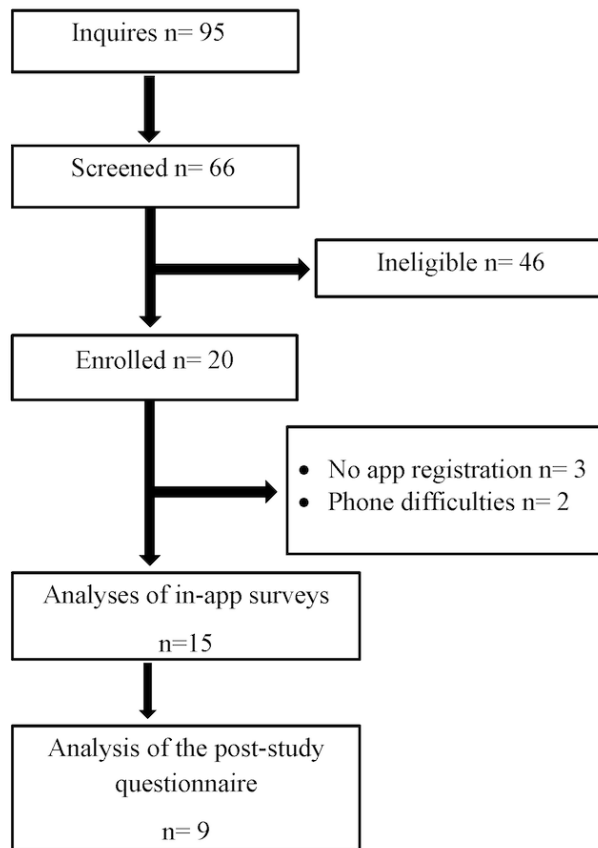 Inquires n= 95
Screened n= 66
Ineligible n= 46
Enrolled n= 20
• No app registration n= 3
• Phone difficulties n= 2
Analyses of in-app surveys
n=15
Analysis of the post-study
questionnaire
n= 9